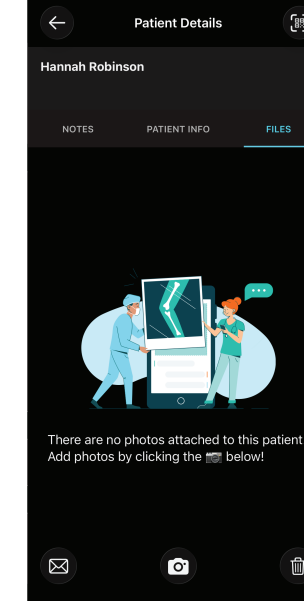 Patient Details
Hannah Robinson
NOTES PATIENT INFO FILES
There are no photos attached to this patient
Add photos by clicking the 📷 below!